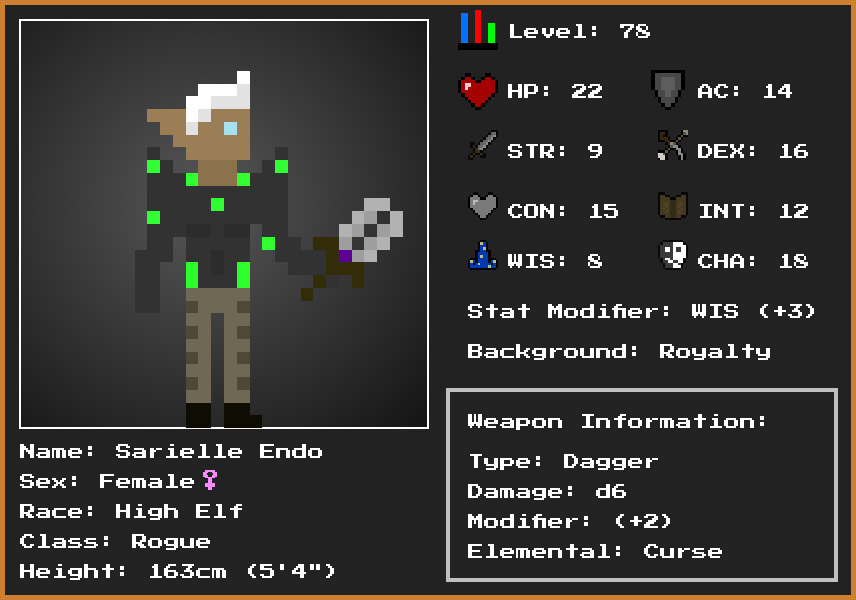 Level: 78
HP: 22
AC: 14
STR: 9
DEX: 16
CON: 15
INT: 12
WIS: 8
CHA: 18
Stat Modifier: WIS (+3)
Background: Royalty
Weapon Information:
Type: Dagger
Damage: d6
Modifier: (+2)
Elemental: Curse
Name: Sarielle Endo
Sex: Female♀
Race: High Elf
Class: Rogue
Height: 163cm (5'4")